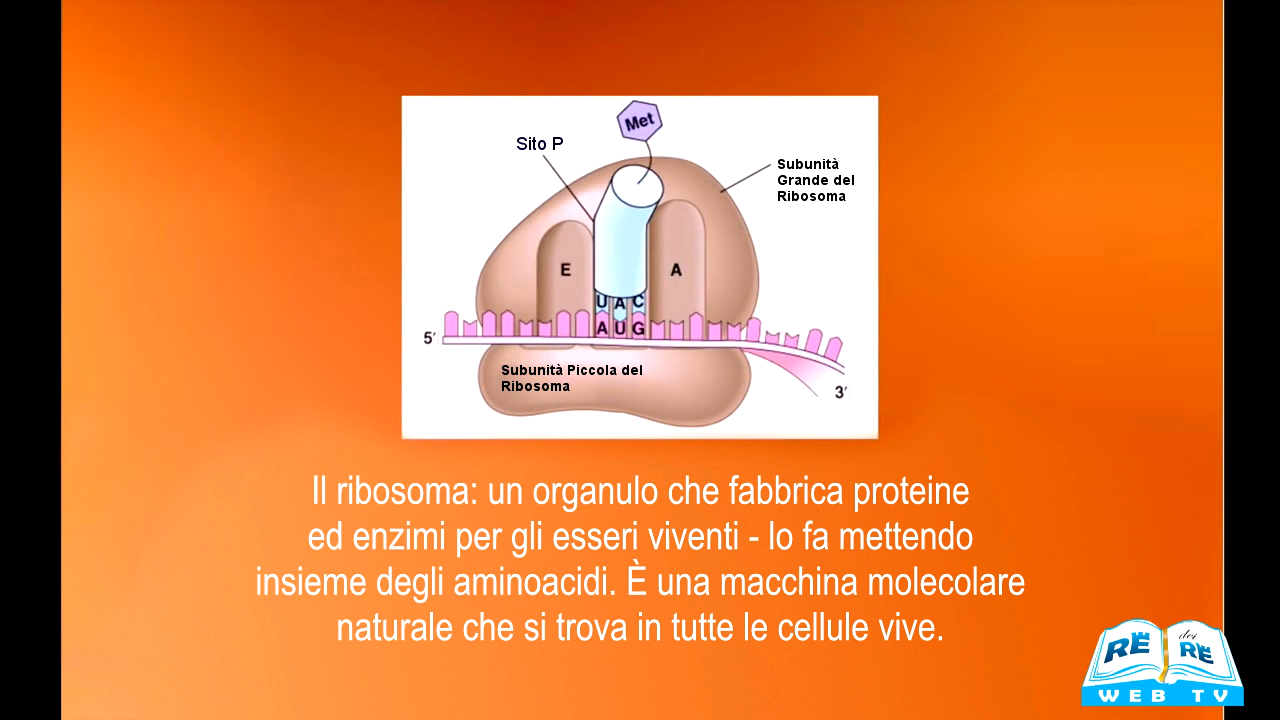 Met
Sito P
Subunità
Grande del
Ribosoma
E
A
UAC
AUG
5′
Subunità Piccola del
Ribosoma
3′
Il ribosoma: un organulo che fabbrica proteine
ed enzimi per gli esseri viventi - lo fa mettendo
insieme degli aminoacidi. È una macchina molecolare
naturale che si trova in tutte le cellule vive.
RE dei RE
WEB TV